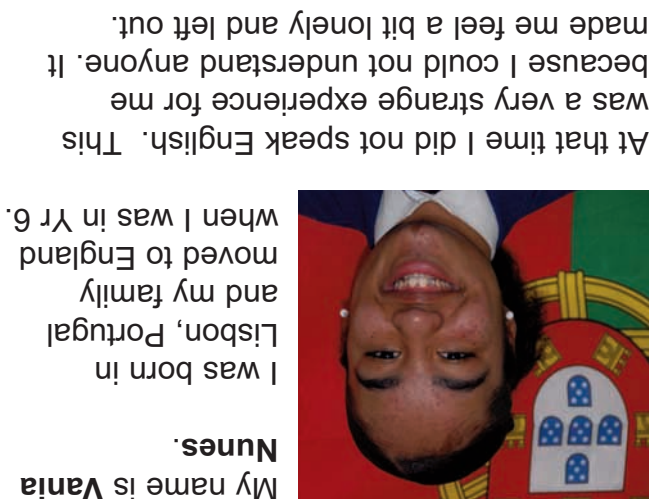 My name is Vania
Nunes.
I was born in
Lisbon, Portugal
and my family
moved to England
when I was in Yr 6.
At that time I did not speak English.  This
was a very strange experience for me
because I could not understand anyone. It
made me feel a bit lonely and left out.